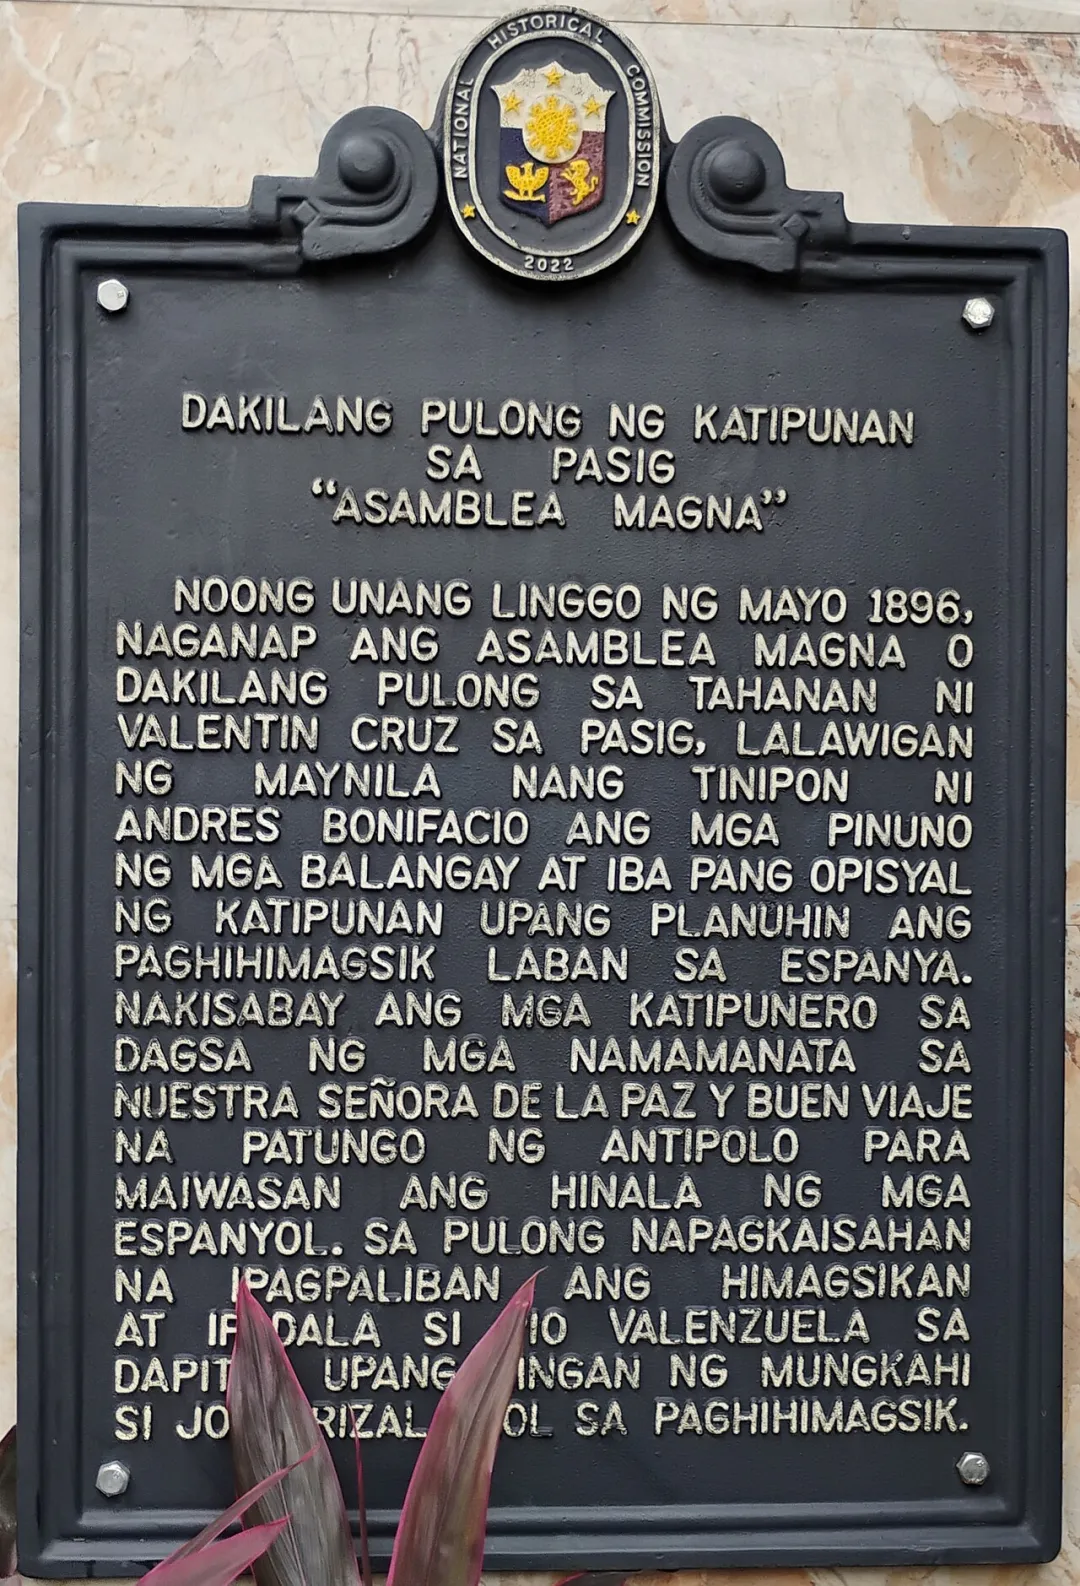 NATIONAL HISTORICAL COMMISSION
2022
DAKILANG PULONG NG KATIPUNAN
SA PASIG
“ASAMBLEA MAGNA”
NOONG UNANG LINGGO NG MAYO 1896,
NAGANAP ANG ASAMBLEA MAGNA O
DAKILANG PULONG SA TAHANAN NI
VALENTIN CRUZ SA PASIG, LALAWIGAN
NG MAYNILA NANG TINIPON NI
ANDRES BONIFACIO ANG MGA PINUNO
NG MGA BALANGAY AT IBA PANG OPISYAL
NG KATIPUNAN UPANG PLANUHIN ANG
PAGHIHIMAGSIK LABAN SA ESPANYA.
NAKISABAY ANG MGA KATIPUNERO SA
DAGSA NG MGA NAMAMANATA SA
NUESTRA SEÑORA DE LA PAZ Y BUEN VIAJE
NA PATUNGO NG ANTIPOLO PARA
MAIWASAN ANG HINALA NG MGA
ESPANYOL. SA PULONG NAPAGKAISAHAN
NA IPAGPALIBAN ANG HIMAGSIKAN
AT SI VALENZUELA SA
UPANG NG MUNGKAHI
SI RIZAL SA PAGHIHIMAGSIK.